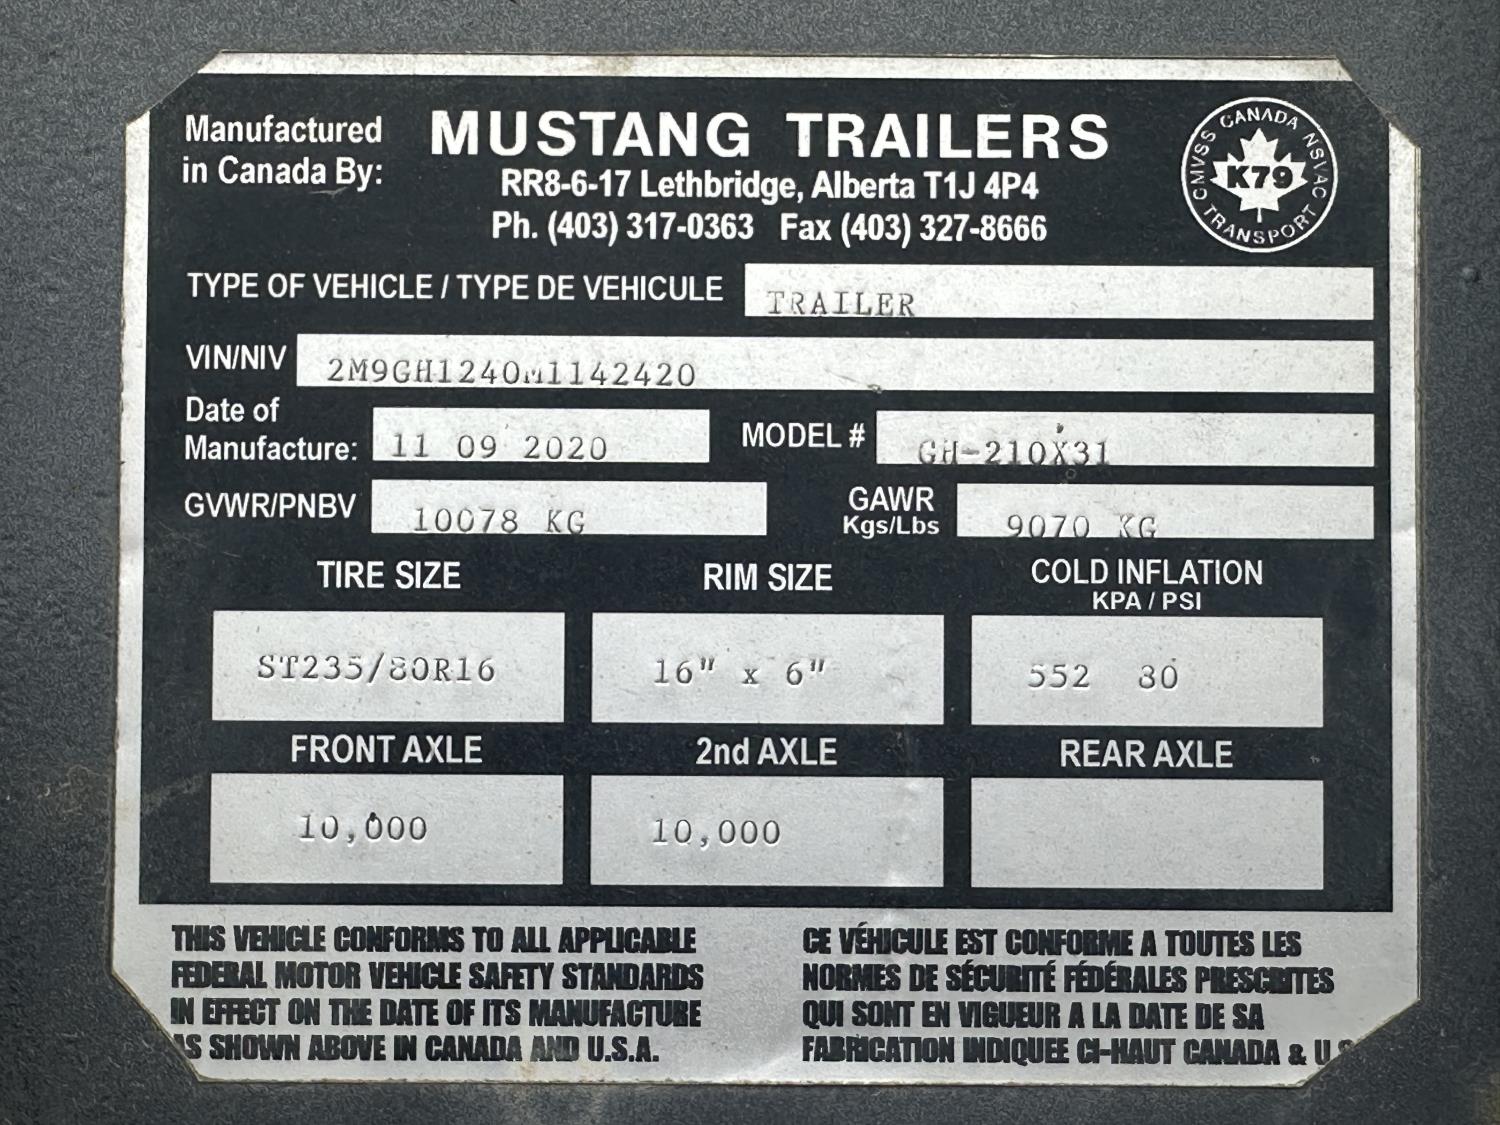 Manufactured
in Canada By:
MUSTANG TRAILERS
RR8-6-17 Lethbridge, Alberta T1J 4P4
Ph. (403) 317-0363 Fax (403) 327-8666
CMVSS CANADA NSVAC
K79
TRANSPORT
TYPE OF VEHICLE / TYPE DE VEHICULE TRAILER
VIN/NIV 2M9GH1240M1142420
Date of
Manufacture: 11 09 2020 MODEL # GH-210X31
GVWR/PNBV 10078 KG GAWR
Kgs/Lbs 9070 KG
TIRE SIZE RIM SIZE COLD INFLATION
KPA / PSI
ST235/80R16 16" x 6" 552 80
FRONT AXLE 2nd AXLE REAR AXLE
10,000 10,000
THIS VEHICLE CONFORMS TO ALL APPLICABLE
FEDERAL MOTOR VEHICLE SAFETY STANDARDS
IN EFFECT ON THE DATE OF ITS MANUFACTURE
AS SHOWN ABOVE IN CANADA AND U.S.A.
CE VÉHICULE EST CONFORME A TOUTES LES
NORMES DE SÉCURITÉ FÉDÉRALES PRESCRITES
QUI SONT EN VIGUEUR A LA DATE DE SA
FABRICATION INDIQUEE CI-HAUT CANADA & U S